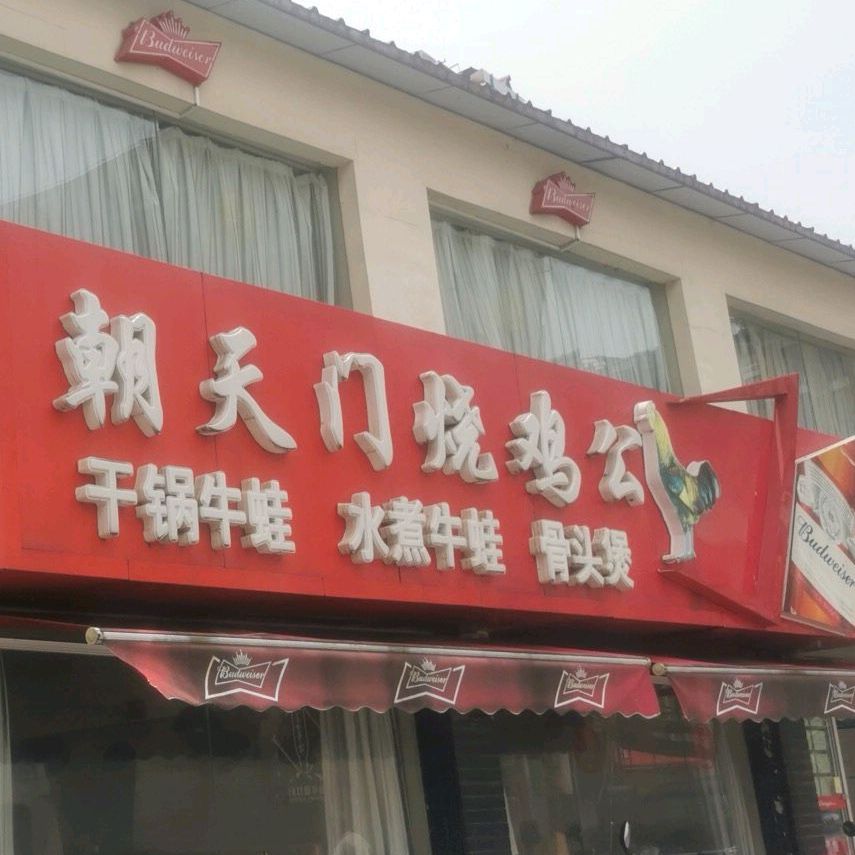 Budweiser
Budweiser
朝天门烧鸡公
干锅牛蛙 水煮牛蛙 骨头煲
Budweiser
Budweiser
Budweiser
Budweiser
Budweiser
Budweiser